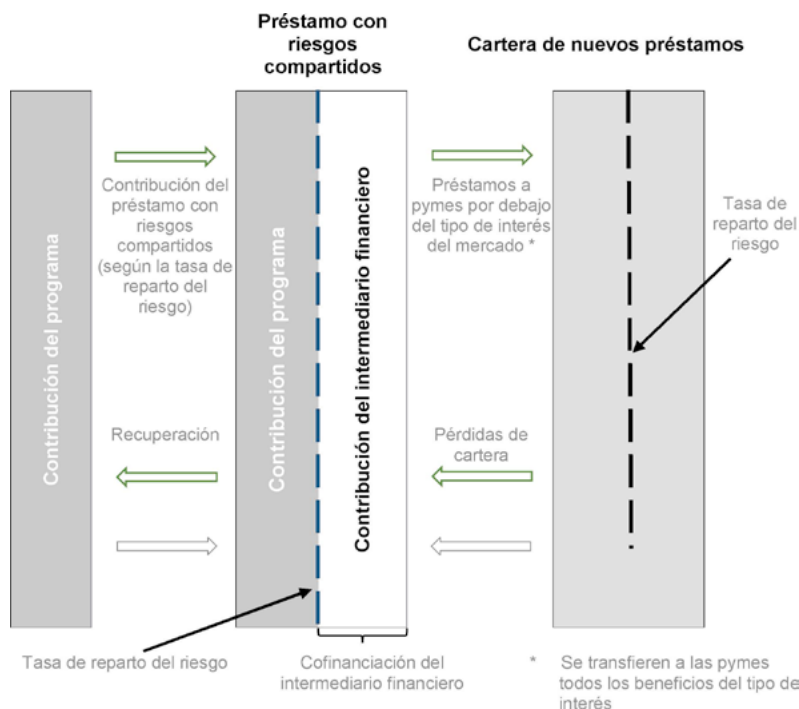 Préstamo con
riesgos
compartidos
Cartera de nuevos préstamos
Contribución del programa
Contribución del
préstamo con
riesgos
compartidos
(según la tasa de
reparto del
riesgo)
Recuperación
Contribución del programa
Contribución del intermediario financiero
Préstamos a
pymes por debajo
del tipo de interés
del mercado *
Pérdidas de
cartera
Tasa de
reparto del
riesgo
Tasa de reparto del riesgo
Cofinanciación del
intermediario financiero
* Se transfieren a las pymes
todos los beneficios del tipo de
interés